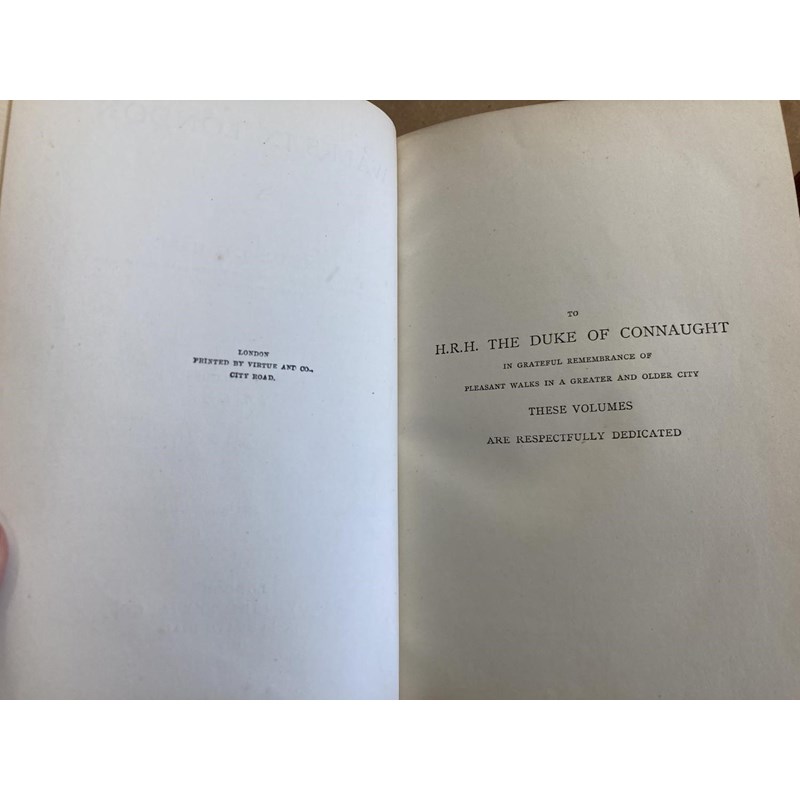 LONDON
PRINTED BY VIRTUE AND CO.,
CITY ROAD.
TO
H.R.H. THE DUKE OF CONNAUGHT
IN GRATEFUL REMEMBRANCE OF
PLEASANT WALKS IN A GREATER AND OLDER CITY
THESE VOLUMES
ARE RESPECTFULLY DEDICATED